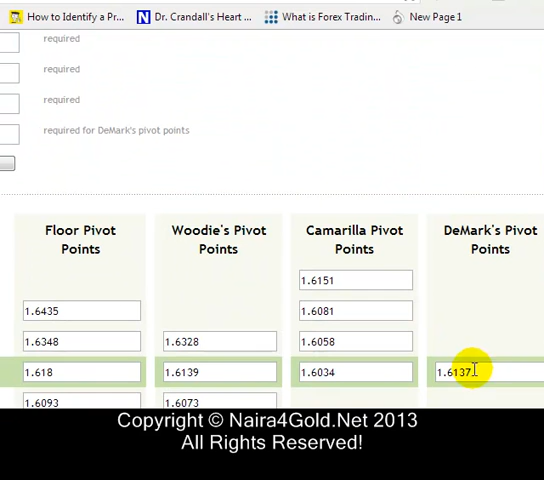 How to Identify a Pr... Dr. Crandall's Heart ... What is Forex Tradin... New Page 1
required
required
required
required for DeMark's pivot points
Floor Pivot Points
Woodie's Pivot Points
Camarilla Pivot Points
DeMark's Pivot Points
1.6151
1.6435 1.6081
1.6348 1.6328 1.6058
1.618 1.6139 1.6034 1.6137
1.6093 1.6073
Copyright © Naira4Gold.Net 2013
All Rights Reserved!